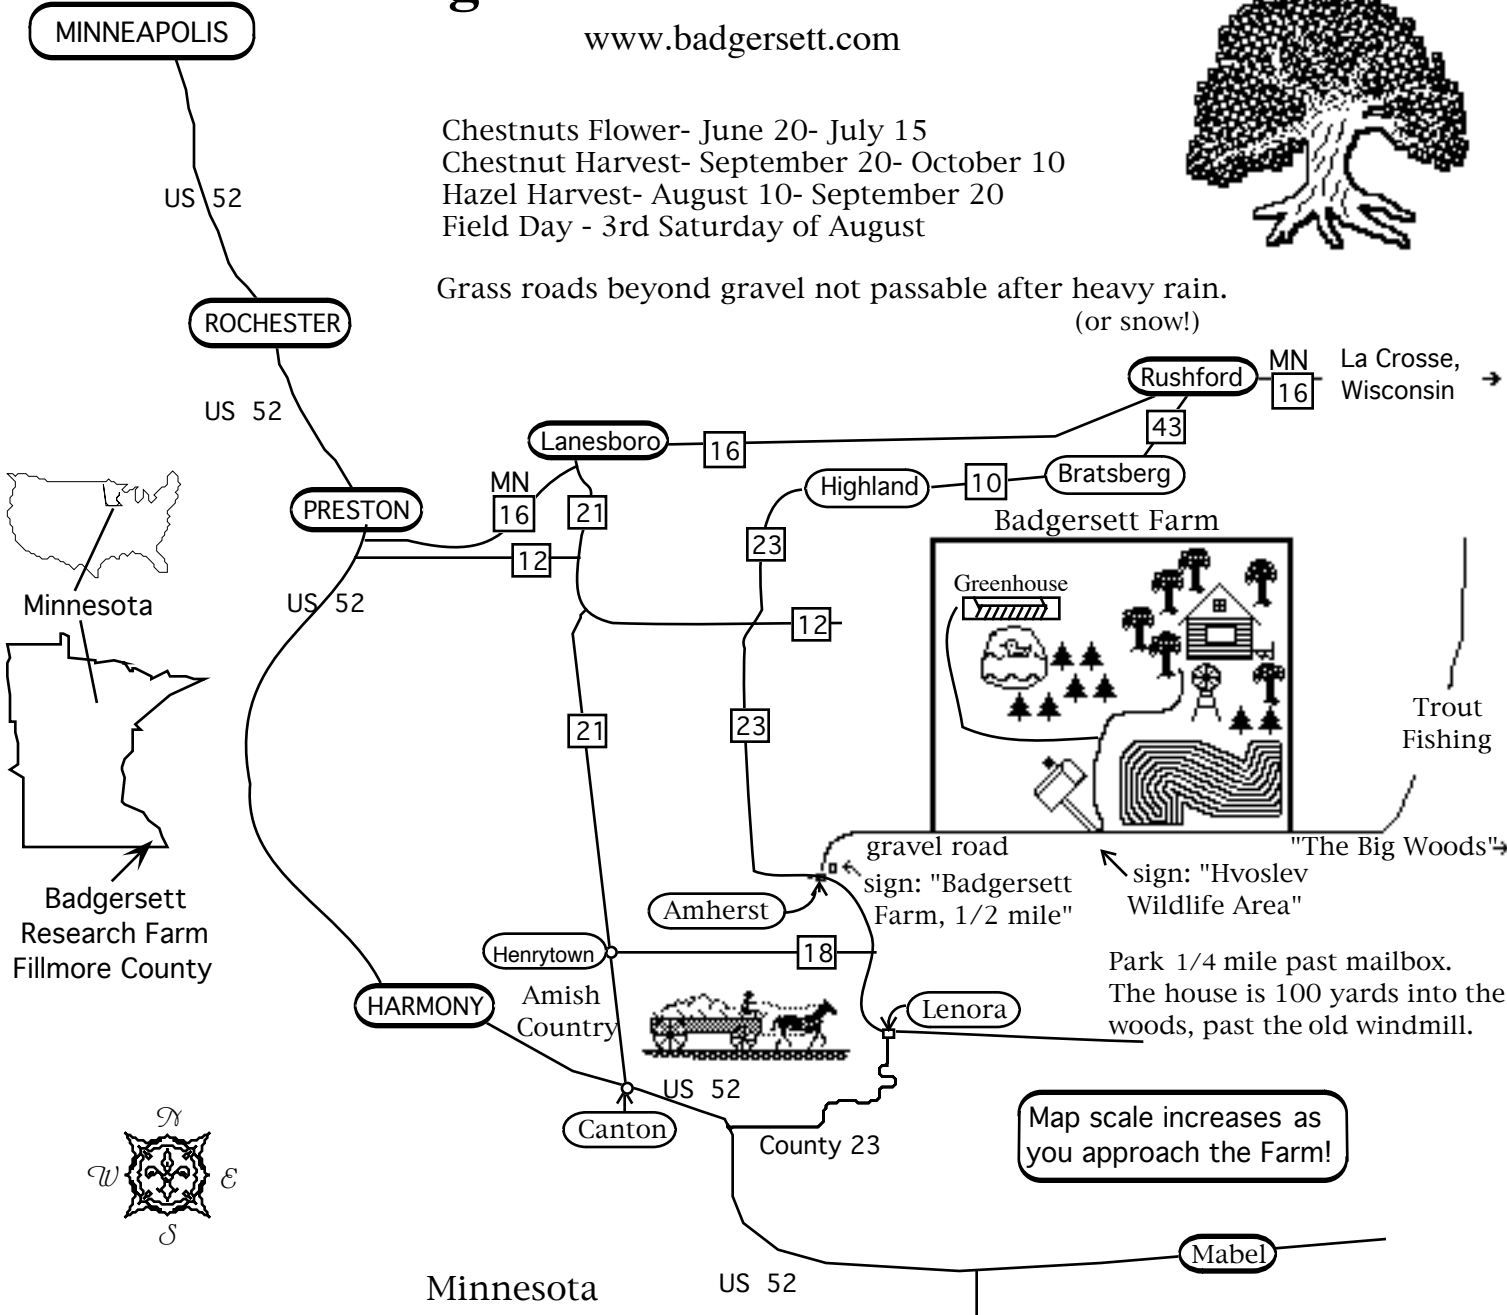 MINNEAPOLIS
g
www.badgersett.com
Chestnuts Flower- June 20- July 15
Chestnut Harvest- September 20- October 10
Hazel Harvest- August 10- September 20
Field Day - 3rd Saturday of August
US 52
Grass roads beyond gravel not passable after heavy rain.
(or snow!)
ROCHESTER
US 52
Rushford
MN
16
La Crosse,
Wisconsin
43
Lanesboro
16
Highland
10
Bratsberg
MN
16
21
PRESTON
23
12
Badgersett Farm
Greenhouse
US 52
Minnesota
12
21
23
Trout
Fishing
gravel road
"The Big Woods"
sign: "Badgersett
Farm, 1/2 mile"
sign: "Hvoslev
Wildlife Area"
Amherst
Badgersett
Research Farm
Fillmore County
Henrytown
18
Park 1/4 mile past mailbox.
The house is 100 yards into the
woods, past the old windmill.
HARMONY
Amish
Country
Lenora
US 52
Canton
County 23
Map scale increases as
you approach the Farm!
N
W
E
S
Mabel
US 52
Minnesota